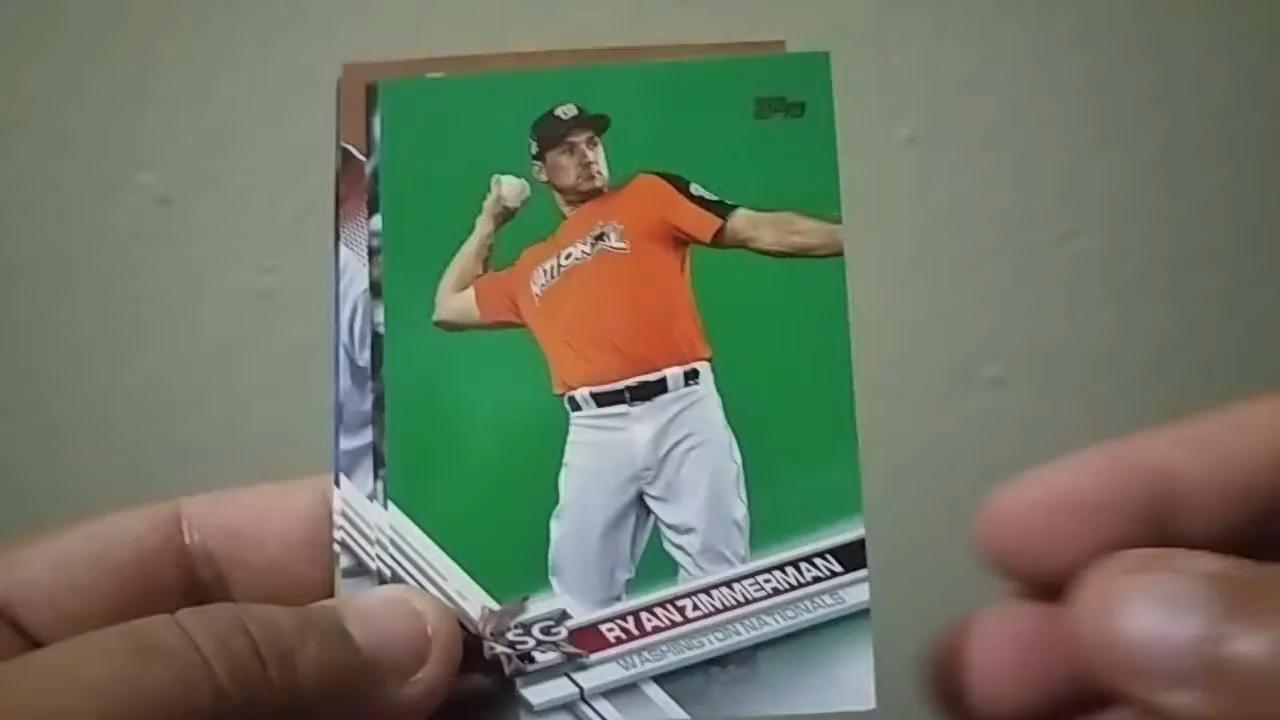 TOPPS
W
NATIONAL
ASG
RYAN ZIMMERMAN
WASHINGTON NATIONALS